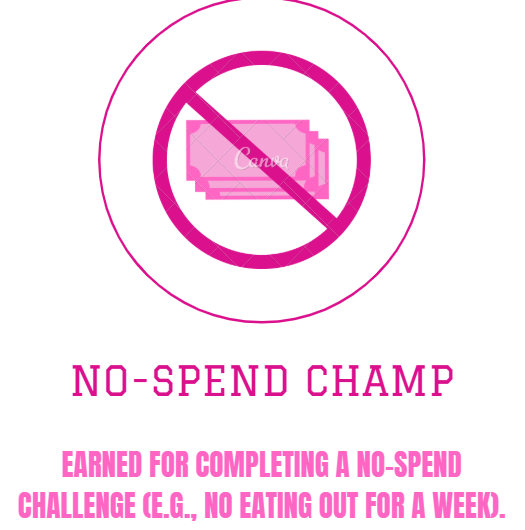 Canva
NO-SPEND CHAMP
EARNED FOR COMPLETING A NO-SPEND
CHALLENGE (E.G., NO EATING OUT FOR A WEEK).